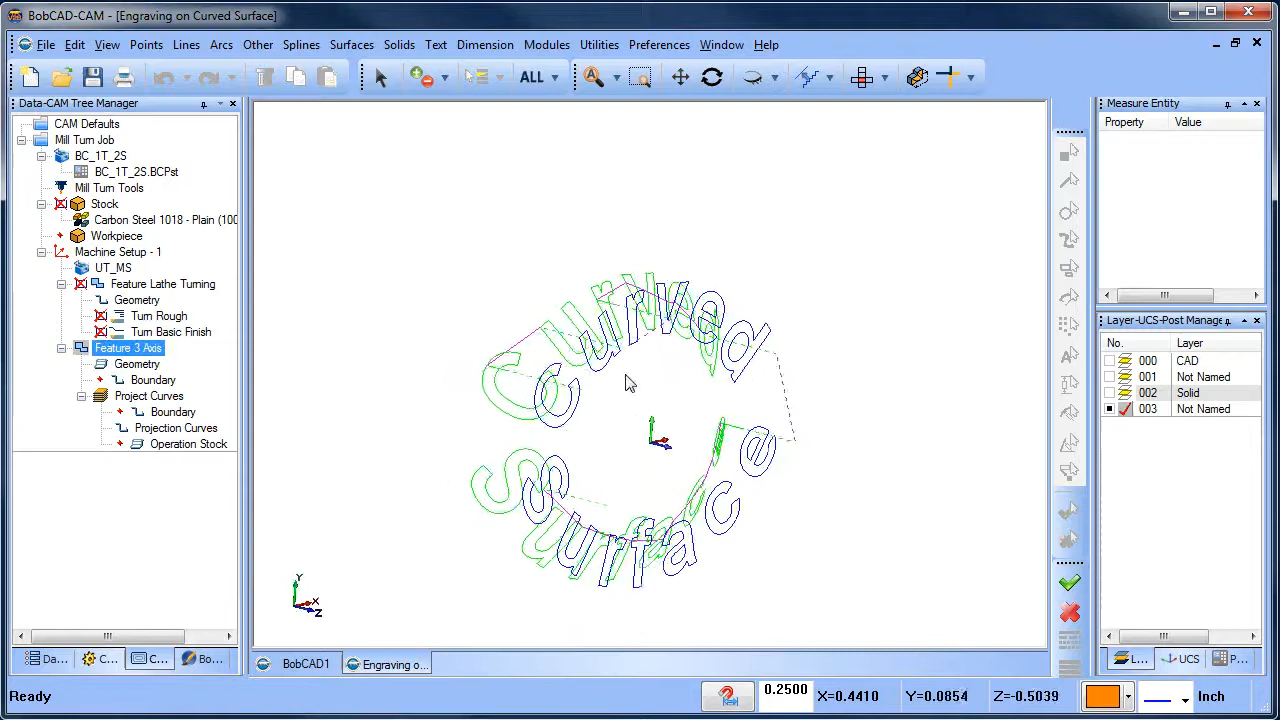 BobCAD-CAM - [Engraving on Curved Surface]
File Edit View Points Lines Arcs Other Splines Surfaces Solids Text Dimension Modules Utilities Preferences Window Help
ALL
Data-CAM Tree Manager
CAM Defaults
Mill Turn Job
BC_1T_2S
BC_1T_2S.BCPst
Mill Turn Tools
Stock
Carbon Steel 1018 - Plain (100
Workpiece
Machine Setup - 1
UT_MS
Feature Lathe Turning
Geometry
Turn Rough
Turn Basic Finish
Feature 3 Axis
Geometry
Boundary
Project Curves
Boundary
Projection Curves
Operation Stock
Da...
C...
C...
Bo...
Curved
Curved
Surface
Surface
Y
X
Z
BobCAD1
Engraving o...
Measure Entity
Property Value
Layer-UCS-Post Manage
No. Layer
000 CAD
001 Not Named
002 Solid
003 Not Named
L...
UCS
P...
Ready
0.2500
X=0.4410
Y=0.0854
Z=-0.5039
Inch